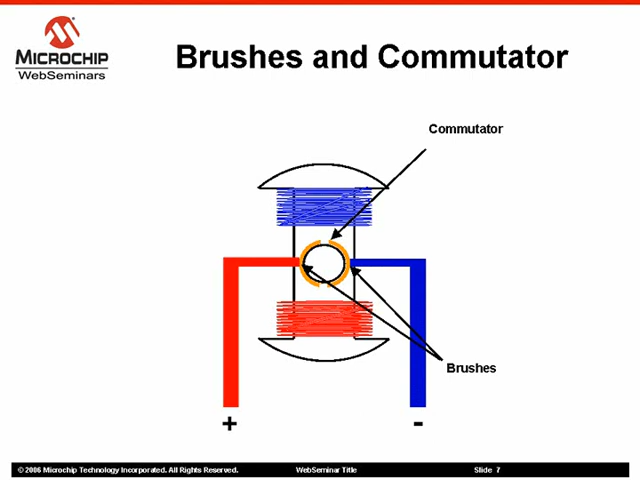 MICROCHIP
WebSeminars
Brushes and Commutator
Commutator
Brushes
+ -
© 2006 Microchip Technology Incorporated. All Rights Reserved. WebSeminar Title Slide 7